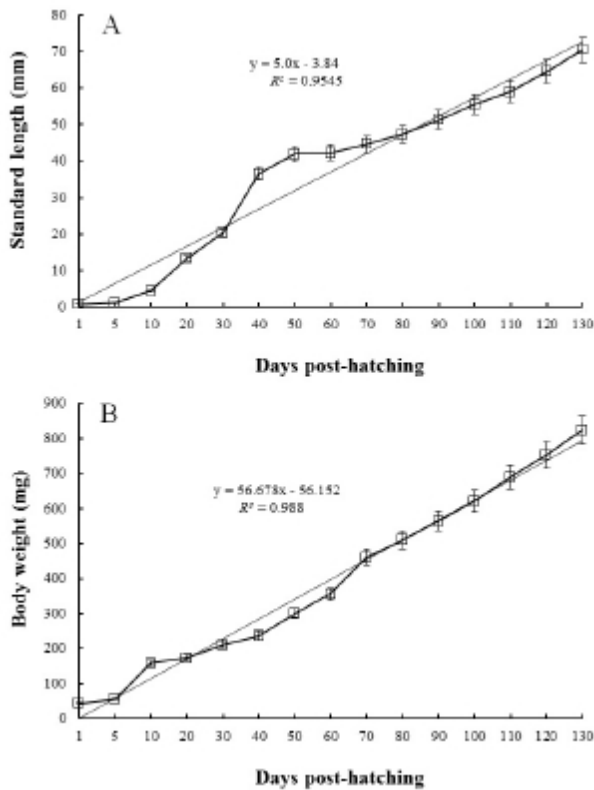 A
80
70
60
50
40
30
20
10
0
Standard length (mm)
y = 5.0x - 3.84
R² = 0.9545
1 5 10 20 30 40 50 60 70 80 90 100 110 120 130
Days post-hatching
B
900
800
700
600
500
400
300
200
100
0
Body weight (mg)
y = 56.678x - 56.152
R² = 0.988
1 5 10 20 30 40 50 60 70 80 90 100 110 120 130
Days post-hatching